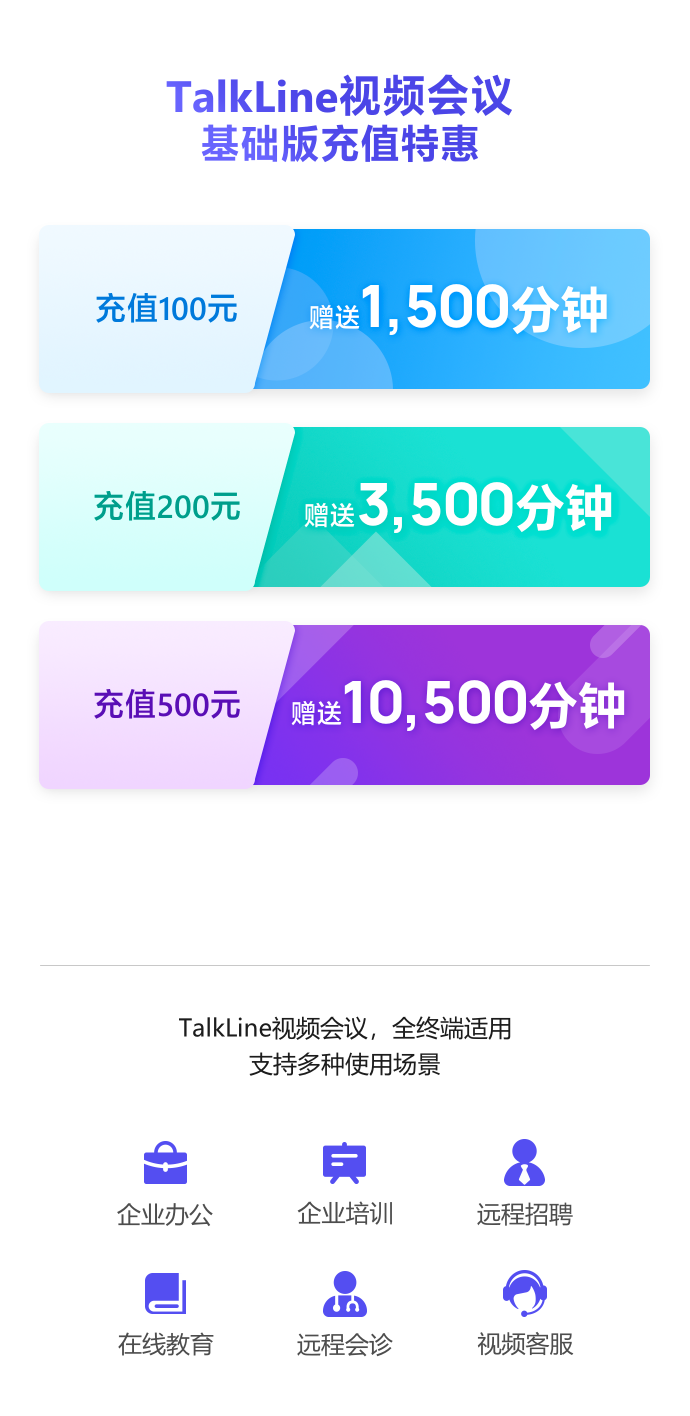 TalkLine视频会议
基础版充值特惠
充值100元
赠送1,500分钟
充值200元
赠送3,500分钟
充值500元
赠送10,500分钟
TalkLine视频会议，全终端适用
支持多种使用场景
企业办公
企业培训
远程招聘
在线教育
远程会诊
视频客服